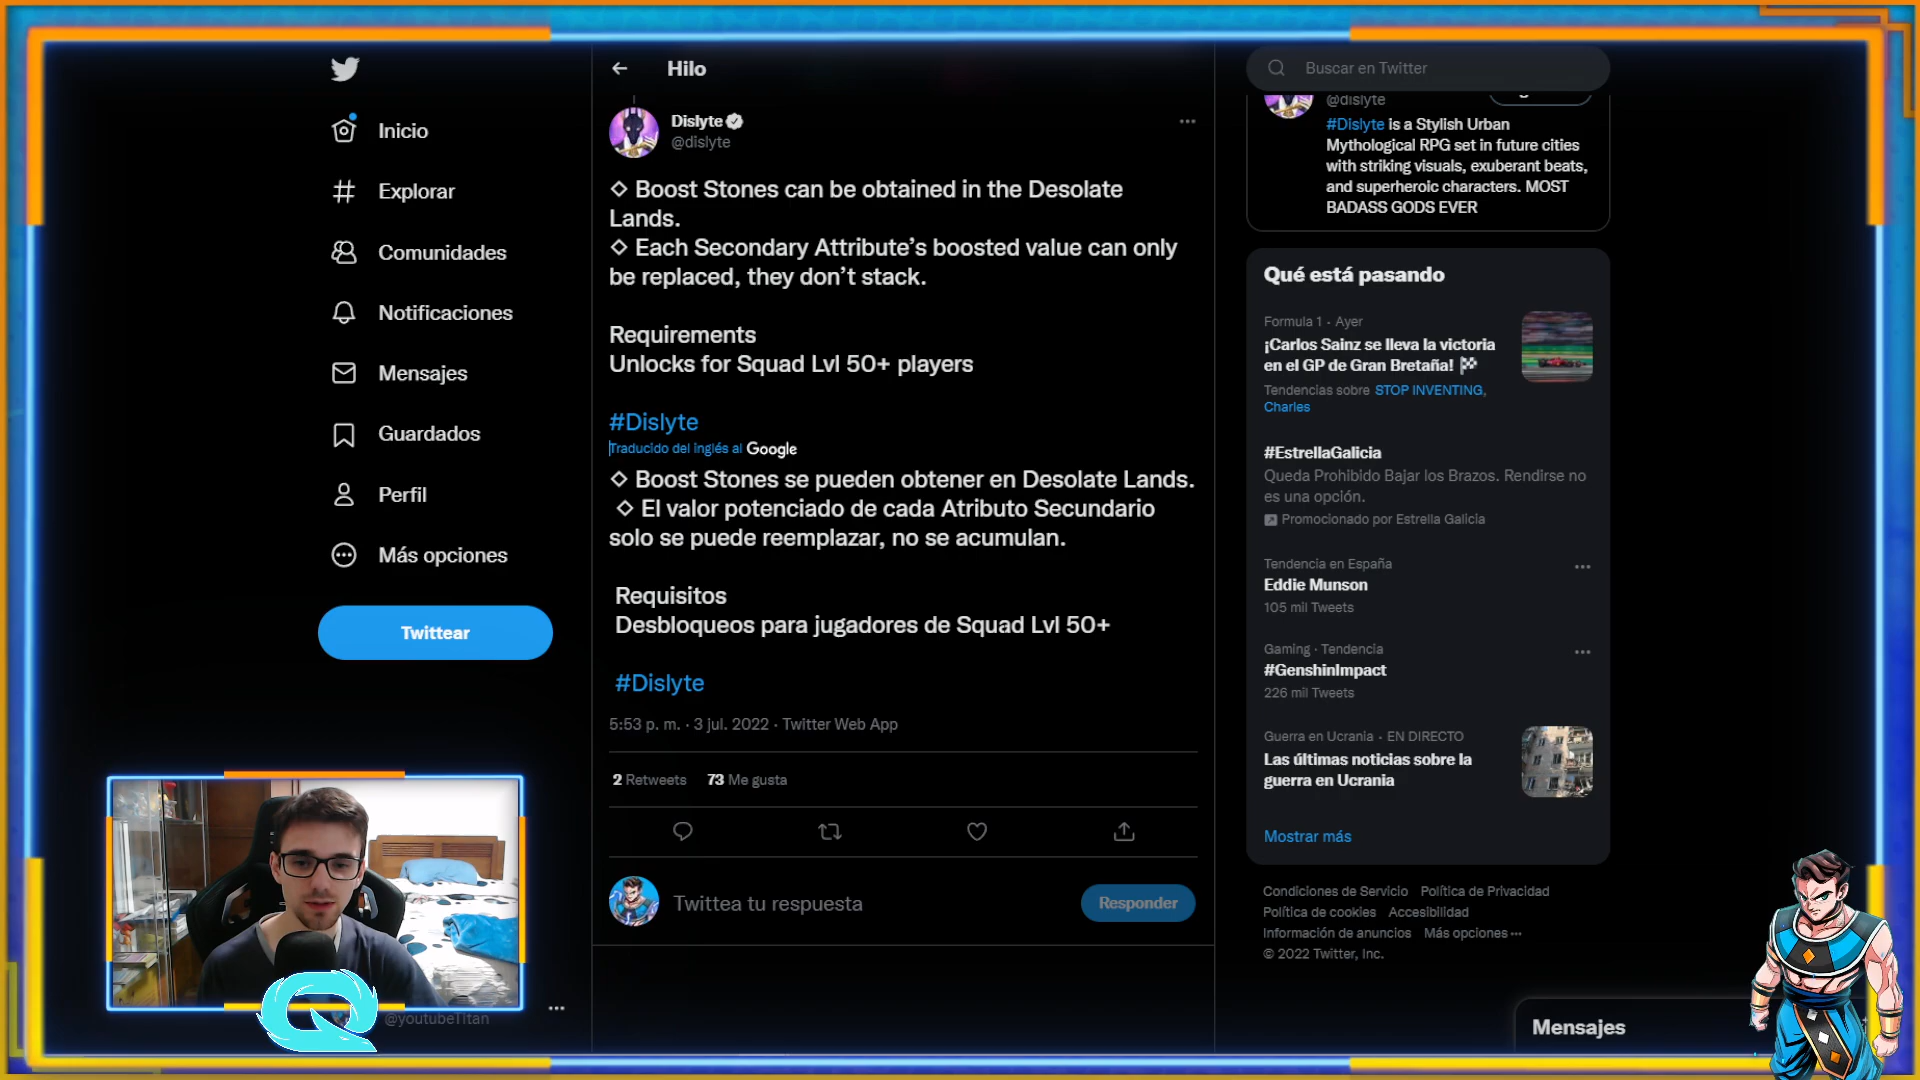 Inicio
Explorar
Comunidades
Notificaciones
Mensajes
Guardados
Perfil
Más opciones
Twittear
@youtubeTitan
Hilo
Dislyte
@dislyte
◇ Boost Stones can be obtained in the Desolate
Lands.
◇ Each Secondary Attribute’s boosted value can only
be replaced, they don’t stack.
Requirements
Unlocks for Squad Lvl 50+ players
#Dislyte
Traducido del inglés al Google
◇ Boost Stones se pueden obtener en Desolate Lands.
◇ El valor potenciado de cada Atributo Secundario
solo se puede reemplazar, no se acumulan.
Requisitos
Desbloqueos para jugadores de Squad Lvl 50+
#Dislyte
5:53 p. m. · 3 jul. 2022 · Twitter Web App
2 Retweets 73 Me gusta
Twittea tu respuesta
Responder
Buscar en Twitter
@dislyte
#Dislyte is a Stylish Urban
Mythological RPG set in future cities
with striking visuals, exuberant beats,
and superheroic characters. MOST
BADASS GODS EVER
Qué está pasando
Formula 1 · Ayer
¡Carlos Sainz se lleva la victoria
en el GP de Gran Bretaña! 🏁
Tendencias sobre STOP INVENTING,
Charles
#EstrellaGalicia
Queda Prohibido Bajar los Brazos. Rendirse no
es una opción.
Promocionado por Estrella Galicia
Tendencia en España
Eddie Munson
105 mil Tweets
Gaming · Tendencia
#GenshinImpact
226 mil Tweets
Guerra en Ucrania · EN DIRECTO
Las últimas noticias sobre la
guerra en Ucrania
Mostrar más
Condiciones de Servicio Política de Privacidad
Política de cookies Accesibilidad
Información de anuncios Más opciones ···
© 2022 Twitter, Inc.
Mensajes